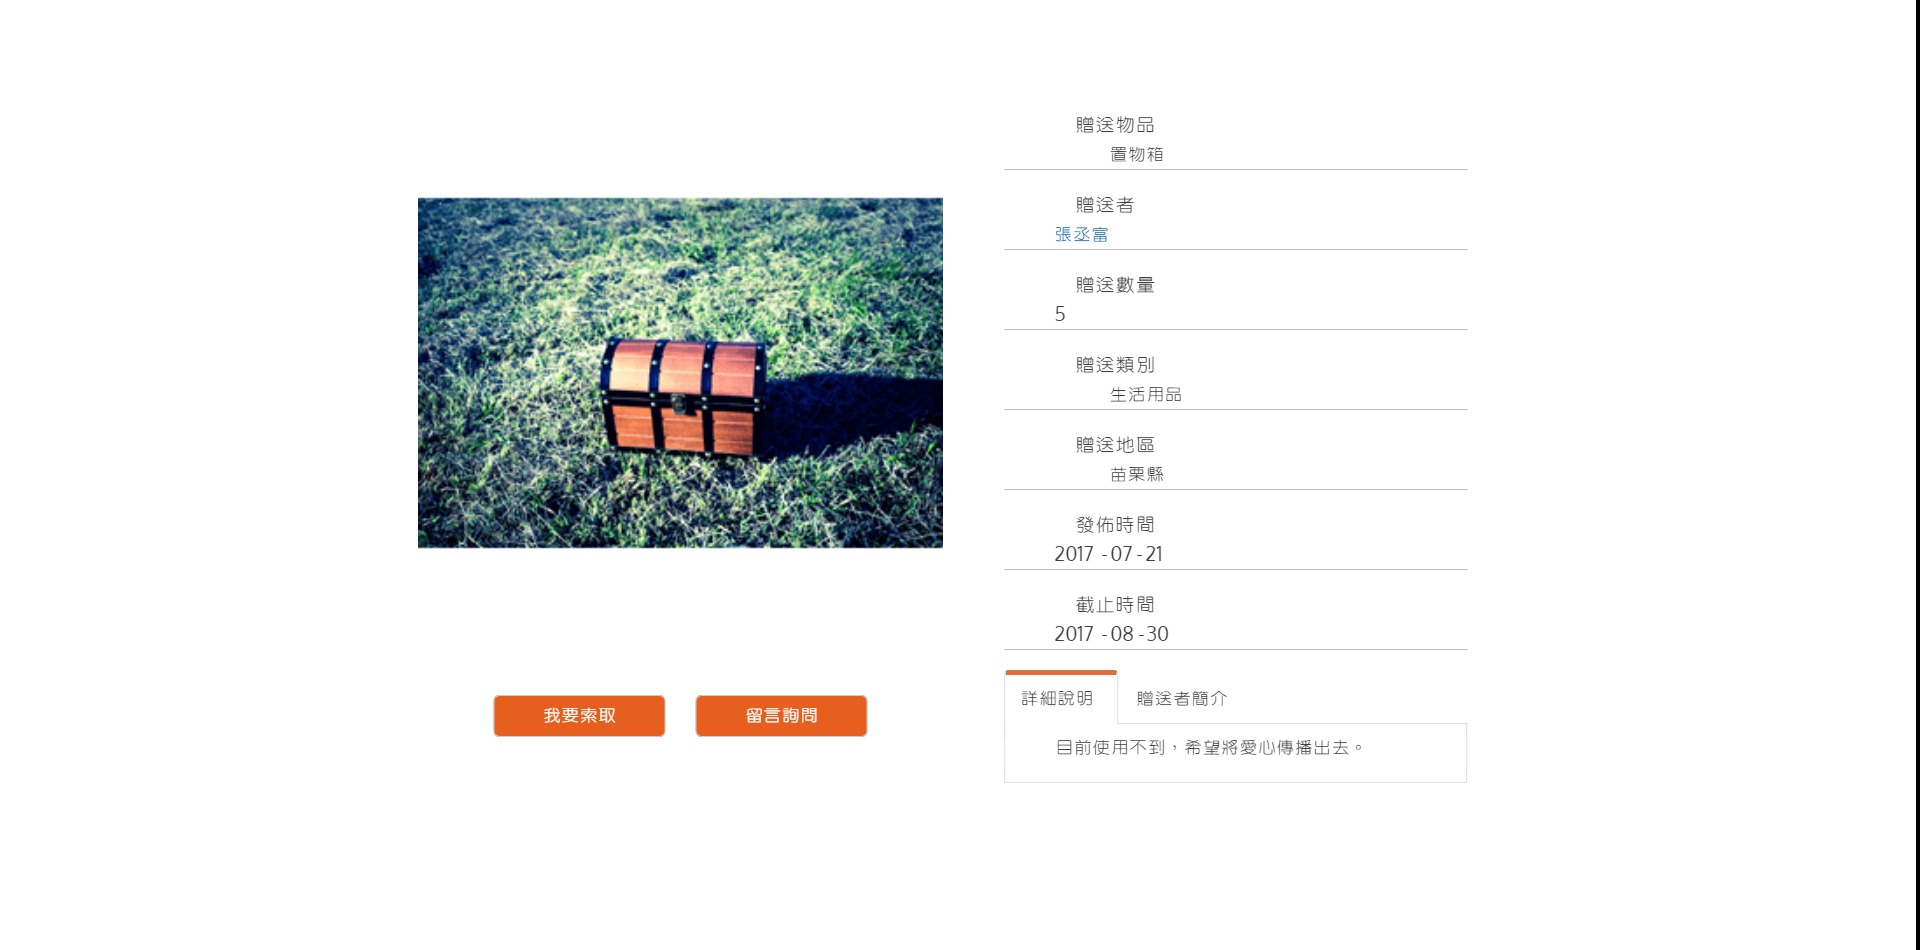 贈送物品
置物箱
贈送者
張丞富
贈送數量
5
贈送類別
生活用品
贈送地區
苗栗縣
發佈時間
2017 -07 -21
截止時間
2017 -08 -30
我要索取
留言詢問
詳細說明
贈送者簡介
目前使用不到，希望將愛心傳播出去。